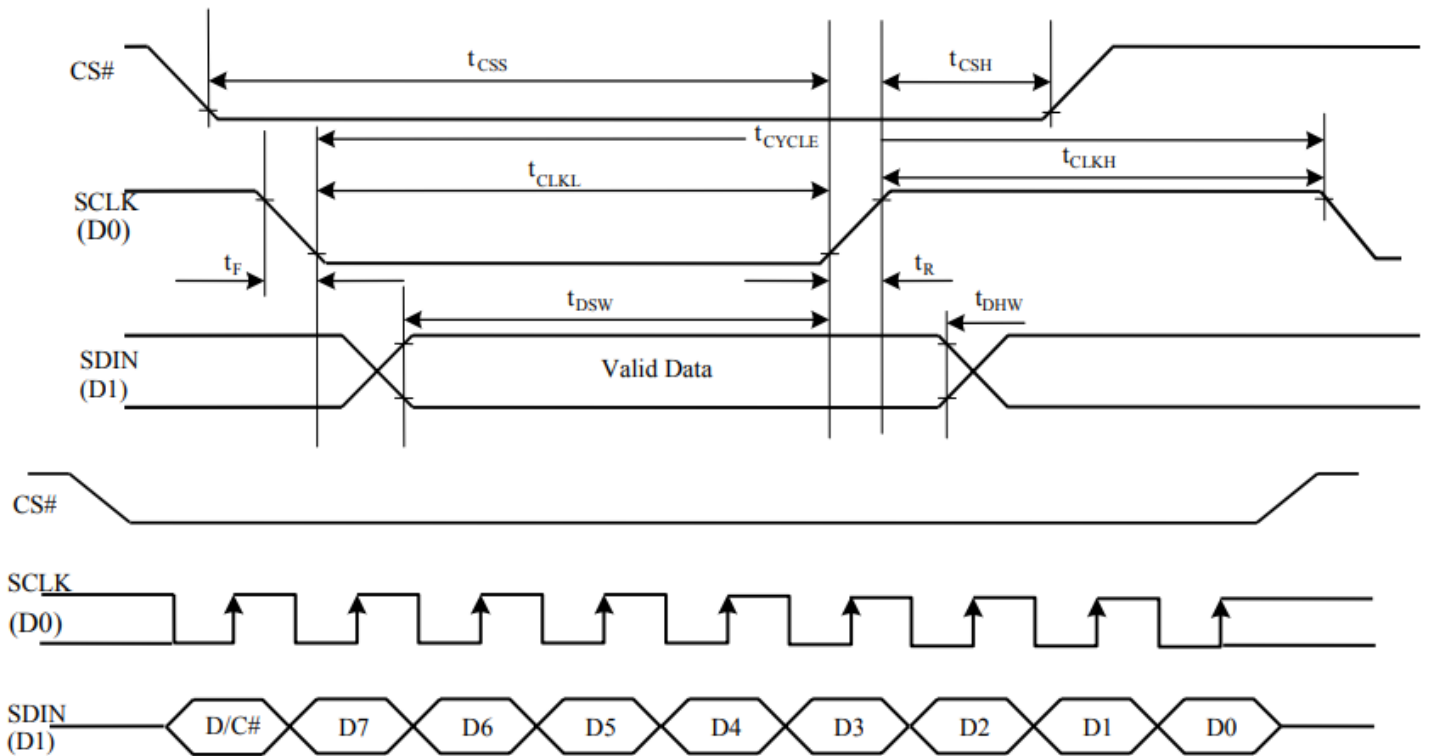 CS#
tCSS
tCSH
tCYCLE
tCLKL
tCLKH
SCLK
(D0)
tF
tR
tDSW
tDHW
SDIN
(D1)
Valid Data
CS#
SCLK
(D0)
SDIN
(D1)
D/C# D7 D6 D5 D4 D3 D2 D1 D0